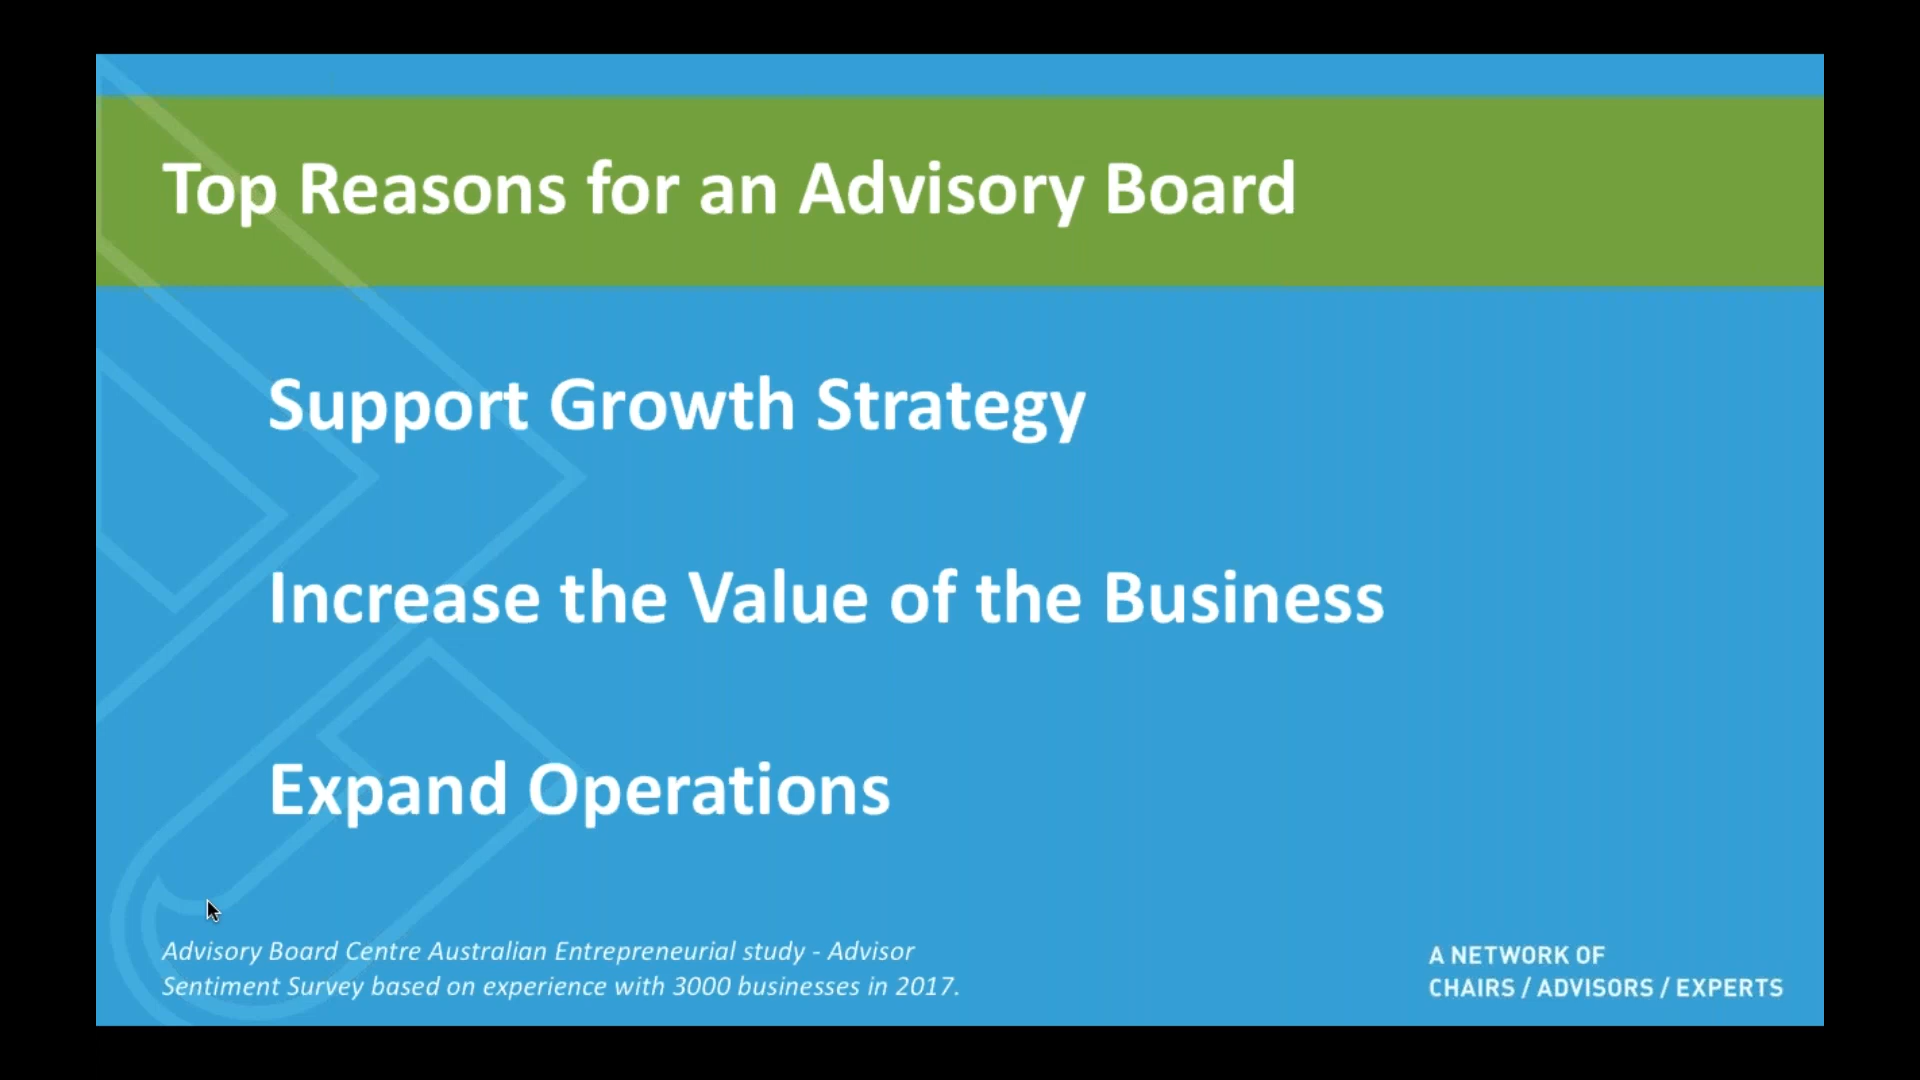 Top Reasons for an Advisory Board
Support Growth Strategy
Increase the Value of the Business
Expand Operations
Advisory Board Centre Australian Entrepreneurial study - Advisor
Sentiment Survey based on experience with 3000 businesses in 2017.
A NETWORK OF
CHAIRS / ADVISORS / EXPERTS